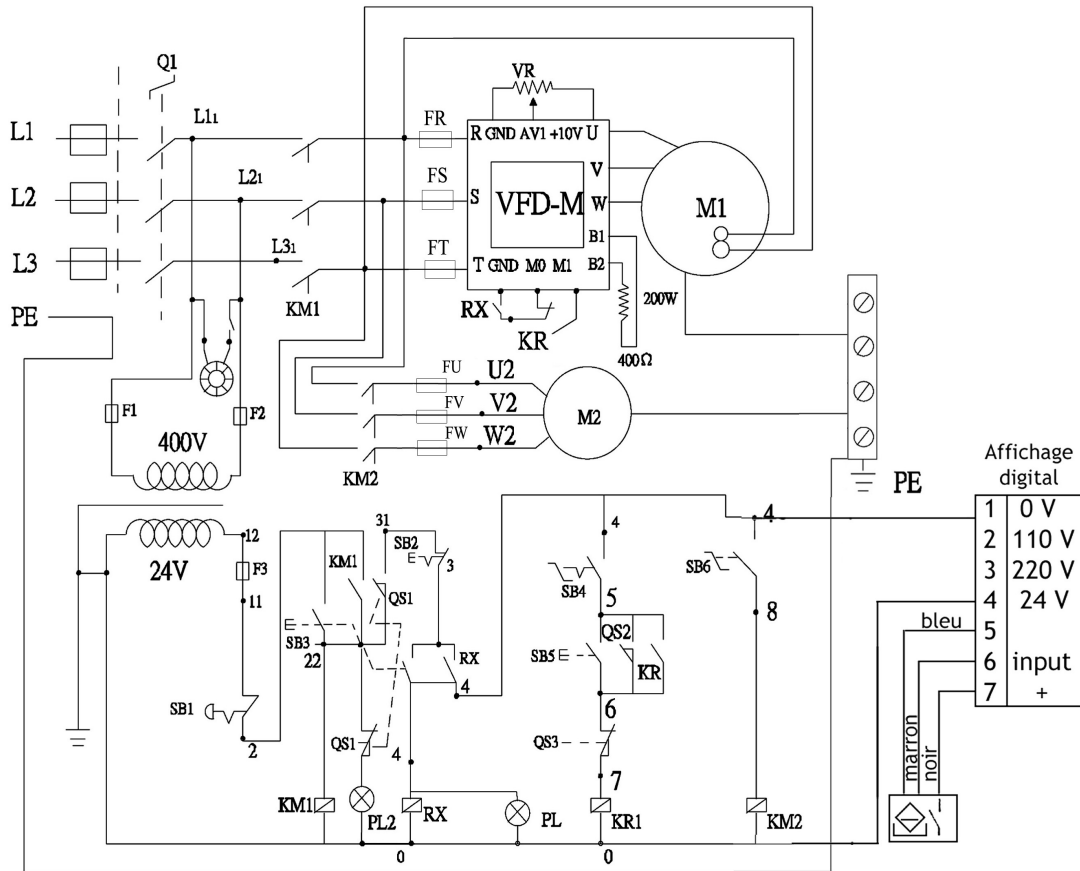 Q1
L1
L11
FR
VR
R GND AV1 +10V U
L2
L21
FS
S
VFD-M
V
W
M1
L3
L31
FT
B1
B2
T GND M0 M1
PE
KM1
RX
KR
200W
400Ω
F1
F2
400V
FU
U2
FV
V2
FW
W2
KM2
M2
PE
Affichage
digital
1 0 V
2 110 V
3 220 V
4 24 V
5
6 input
7 +
bleu
marron
noir
24V
12
F3
11
SB1
2
KM1
31
QS1
SB2
3
SB3
22
RX
4
QS1
4
KM1
PL2
RX
PL
0
4
SB4
5
QS2
SB5
KR
6
QS3
7
KR1
0
4
SB6
8
KM2